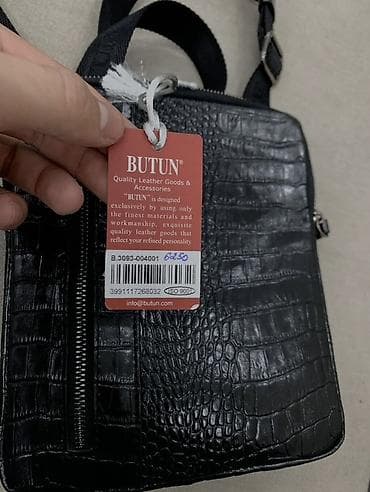 BUTUN®
Quality Leather Goods &
Accessories
"BUTUN" is designed
exclusively by using only
the finest materials and
workmanship, exquisite
quality leather goods that
reflect your refined personality.
B.3093-004001 6250
3991117268032 ISO 9001
info@butun.com